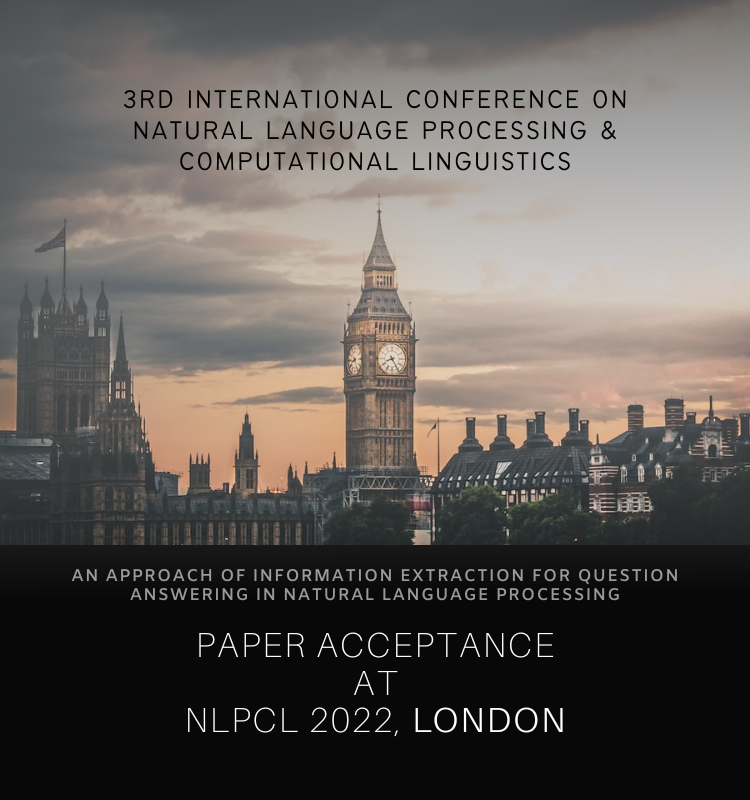 3RD INTERNATIONAL CONFERENCE ON
NATURAL LANGUAGE PROCESSING &
COMPUTATIONAL LINGUISTICS
AN APPROACH OF INFORMATION EXTRACTION FOR QUESTION
ANSWERING IN NATURAL LANGUAGE PROCESSING
PAPER ACCEPTANCE
AT
NLPCL 2022, LONDON